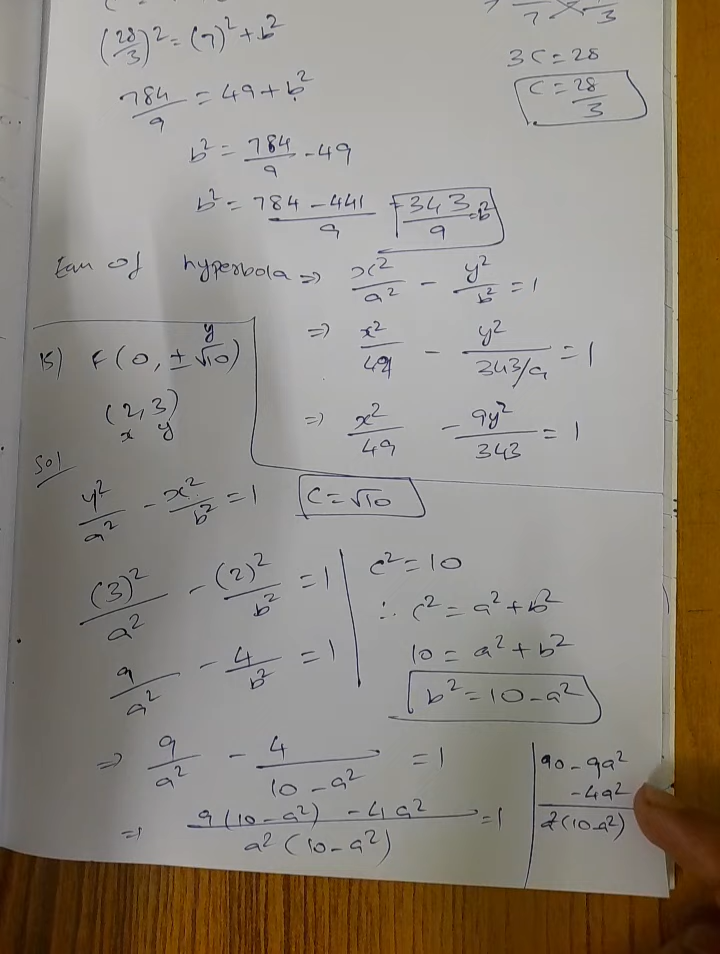 (28/3)² = (7)² + b²
3C = 28
784/9 = 49 + b²
C = 28/3
b² = 784/9 - 49
b² = 784 - 441/9 = 343/9 = b²
Eqn of hyperbola ⇒ x²/a² - y²/b² = 1
⇒ x²/49 - y²/343/9 = 1
⇒ x²/49 - 9y²/343 = 1
15) F(0, ±√10)
y
(2, 3)
x y
Sol
y²/a² - x²/b² = 1
C = √10
(3)²/a² - (2)²/b² = 1
9/a² - 4/b² = 1
c² = 10
∴ c² = a² + b²
10 = a² + b²
b² = 10 - a²
⇒ 9/a² - 4/10 - a² = 1
⇒ 9(10 - a²) - 4a²/a²(10 - a²) = 1
90 - 9a²
- 4a²
(10-a²)